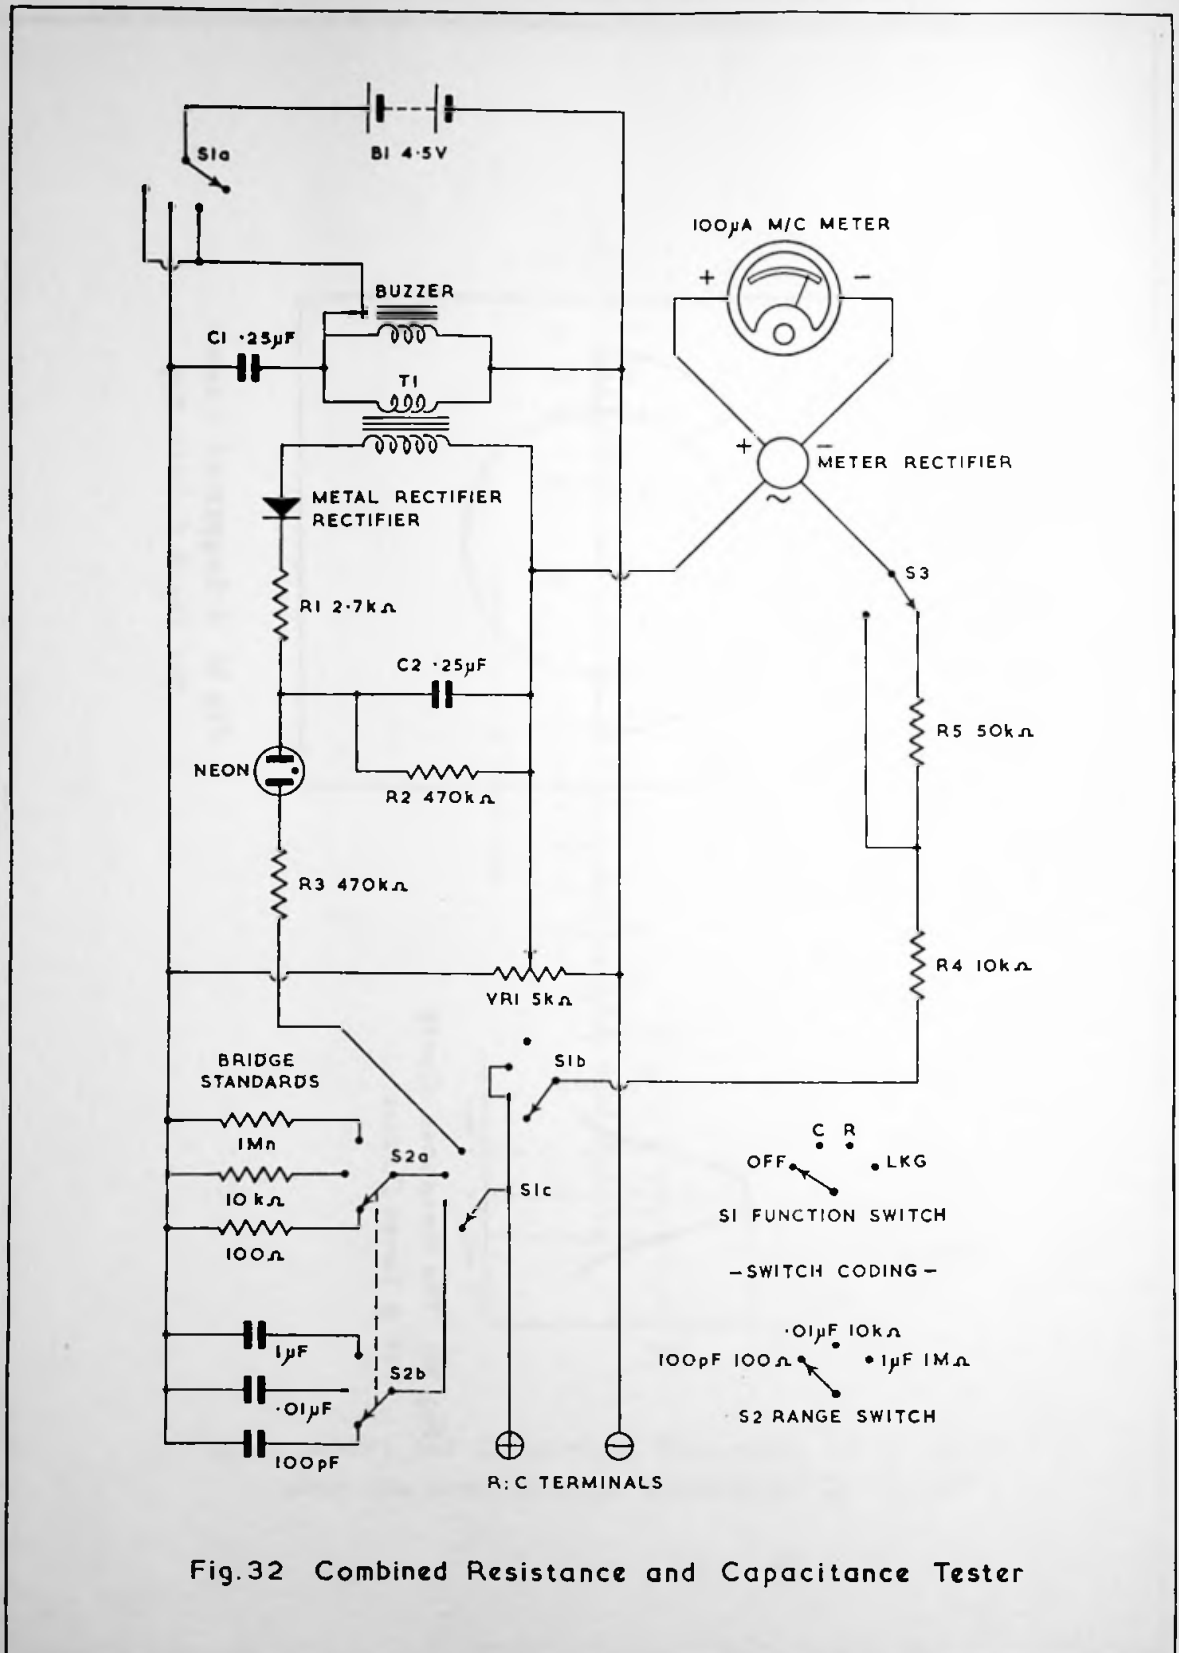 B1 4·5V
S1a
100µA M/C METER
+ −
BUZZER
C1 ·25µF
T1
+ −
METER RECTIFIER
~
METAL RECTIFIER
RECTIFIER
S3
R1 2·7kΩ
C2 ·25µF
NEON
R2 470kΩ
R5 50kΩ
R3 470kΩ
R4 10kΩ
VR1 5kΩ
S1b
BRIDGE
STANDARDS
1MΩ
S2a
10kΩ
S1c
100Ω
C R
OFF LKG
S1 FUNCTION SWITCH
—SWITCH CODING—
1µF
·01µF 10kΩ
100pF 100Ω 1µF 1MΩ
S2b
·01µF
S2 RANGE SWITCH
100pF
+ −
R:C TERMINALS
Fig.32 Combined Resistance and Capacitance Tester